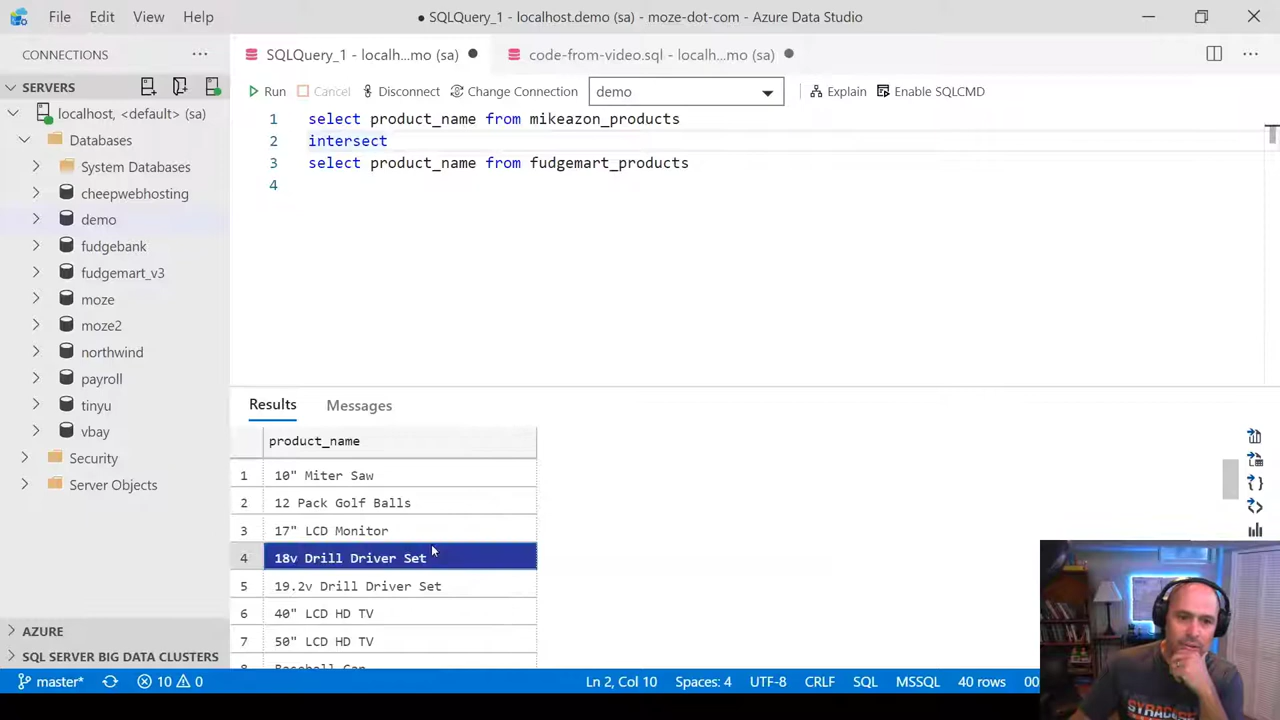 File Edit View Help
● SQLQuery_1 - localhost.demo (sa) - moze-dot-com - Azure Data Studio
CONNECTIONS
SQLQuery_1 - localh...mo (sa)
code-from-video.sql - localh...mo (sa)
SERVERS
Run Cancel Disconnect Change Connection demo Explain Enable SQLCMD
localhost, <default> (sa)
Databases
System Databases
cheepwebhosting
demo
fudgebank
fudgemart_v3
moze
moze2
northwind
payroll
tinyu
vbay
Security
Server Objects
AZURE
SQL SERVER BIG DATA CLUSTERS
1 select product_name from mikeazon_products
2 intersect
3 select product_name from fudgemart_products
4
Results Messages
product_name
1 10" Miter Saw
2 12 Pack Golf Balls
3 17" LCD Monitor
4 18v Drill Driver Set
5 19.2v Drill Driver Set
6 40" LCD HD TV
7 50" LCD HD TV
8 Baseball Cap
master* 10 0 Ln 2, Col 10 Spaces: 4 UTF-8 CRLF SQL MSSQL 40 rows 00